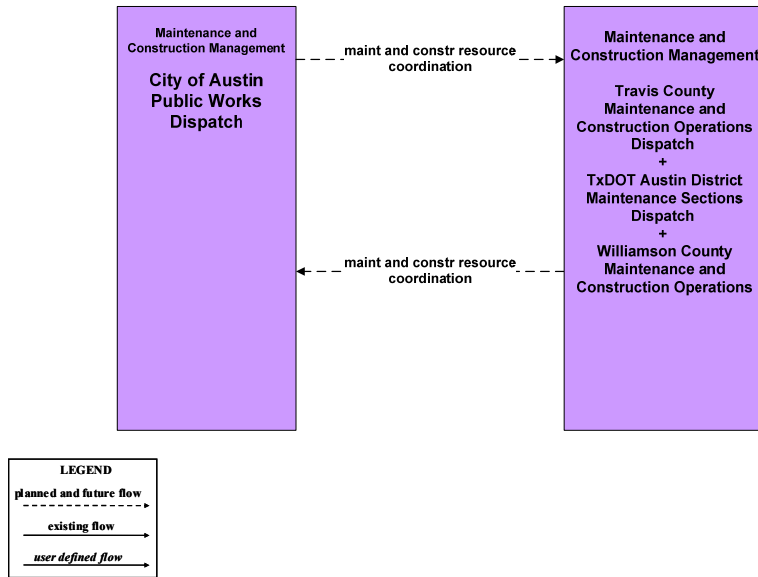 Maintenance and
Construction Management
City of Austin
Public Works
Dispatch
maint and constr resource
coordination
maint and constr resource
coordination
Maintenance and
Construction Management
Travis County
Maintenance and
Construction Operations
Dispatch
+
TxDOT Austin District
Maintenance Sections
Dispatch
+
Williamson County
Maintenance and
Construction Operations
LEGEND
planned and future flow
existing flow
user defined flow